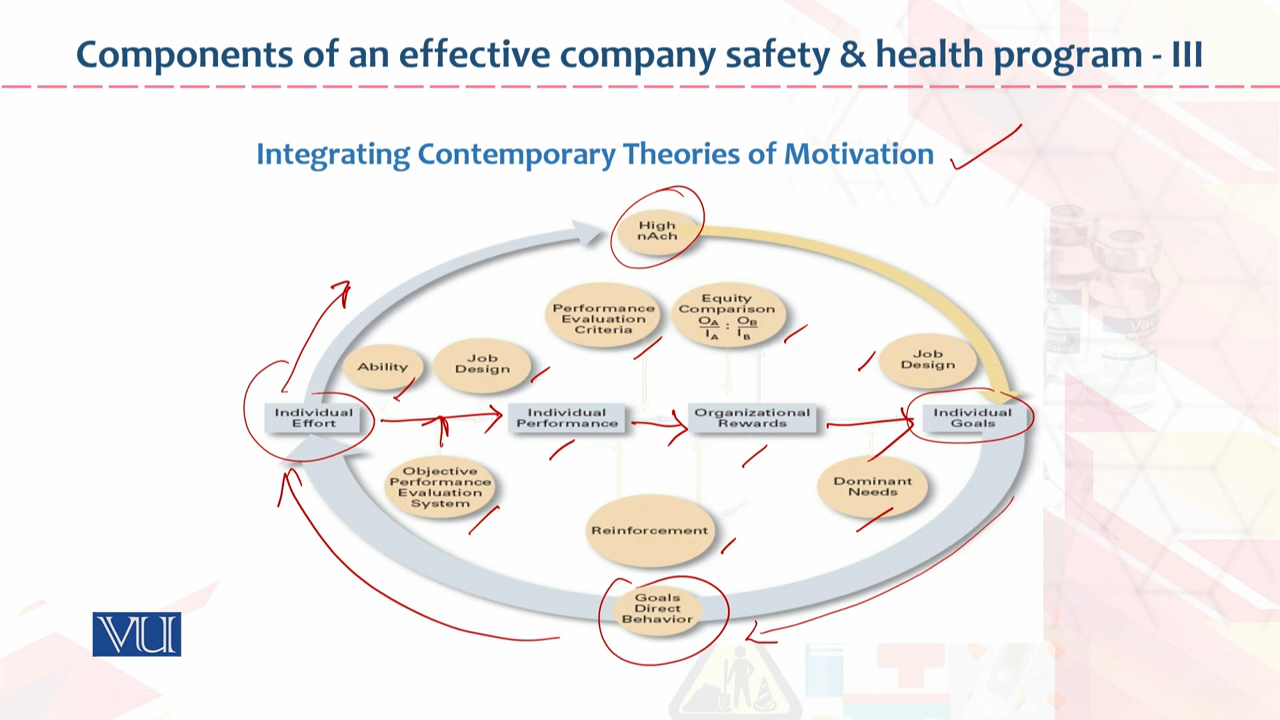 Components of an effective company safety & health program - III
Integrating Contemporary Theories of Motivation
High
nAch
Performance
Evaluation
Criteria
Equity
Comparison
OA : OB
IA IB
Ability
Job
Design
Job
Design
Individual
Effort
Individual
Performance
Organizational
Rewards
Individual
Goals
Objective
Performance
Evaluation
System
Dominant
Needs
Reinforcement
Goals
Direct
Behavior
VU